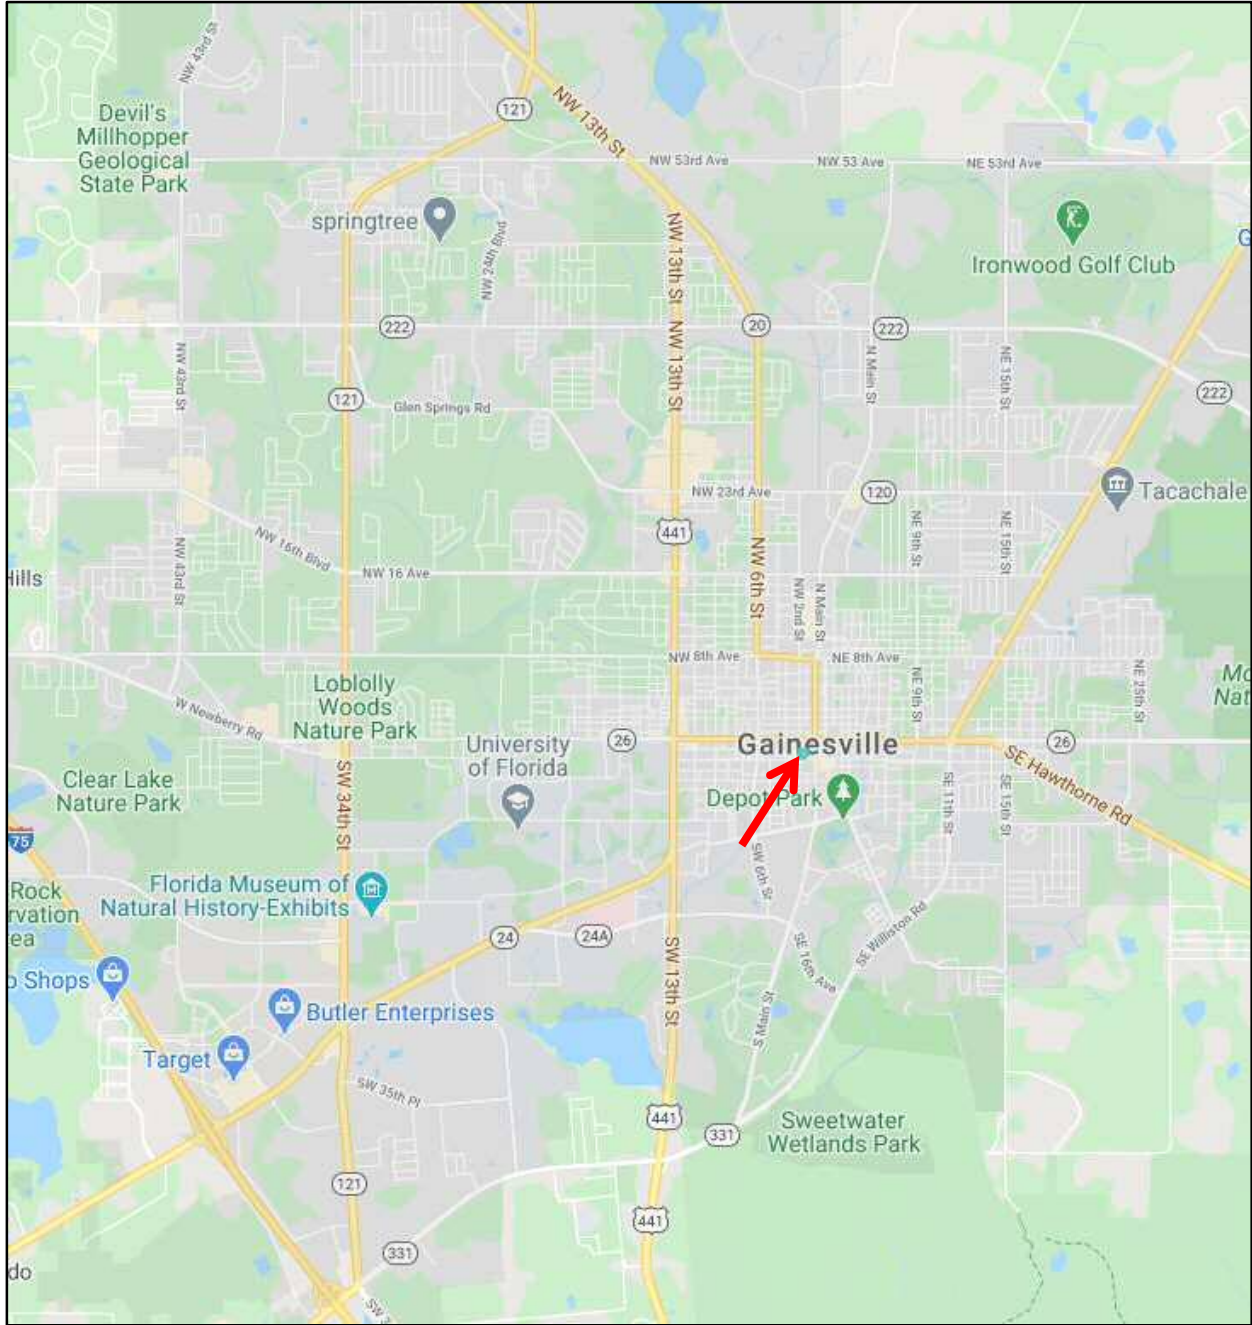 NW 43rd St
121
NW 13th St
Devil's
Millhopper
Geological
State Park
NW 53rd Ave
NW 53 Ave
NE 53rd Ave
springtree
NW 24th Blvd
NW 13th St
G
Ironwood Golf Club
222
NW 13th St
20
222
NW 43rd St
N Main St
NE 15th St
121
Glen Springs Rd
222
NW 23rd Ave
120
Tacachale
441
NE 9th St
NE 15th St
NW 16th Blvd
NW 43rd St
NW 16 Ave
NW 6th St
Hills
NW 2nd St
N Main St
NW 8th Ave
NE 8th Ave
NE 9th St
NE 25th St
Loblolly
Woods
Nature Park
Mo
Nat
W Newberry Rd
University
of Florida
26
Gainesville
26
SE Hawthorne Rd
Clear Lake
Nature Park
SW 34th St
Depot Park
SE 11th St
SE 15th St
75
SW 6th St
Rock
rvation
ea
Florida Museum of
Natural History-Exhibits
24
24A
SE Williston Rd
SE 16th Ave
o Shops
SW 13th St
Butler Enterprises
S Main St
Target
SW 35th Pl
441
331
Sweetwater
Wetlands Park
121
441
331
do